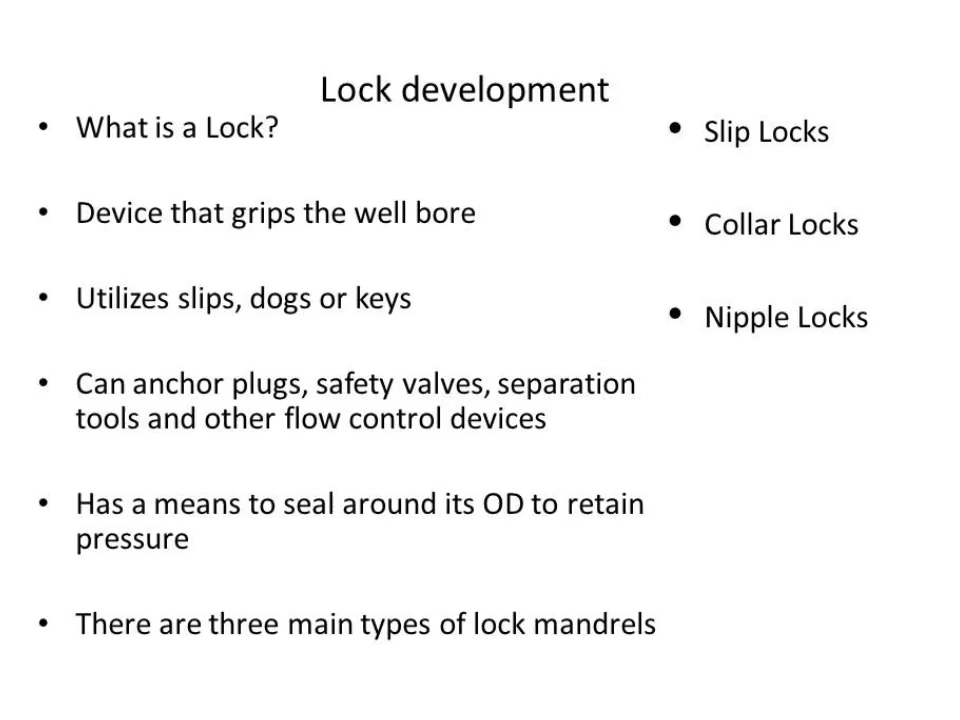 Lock development
• What is a Lock?
• Device that grips the well bore
• Utilizes slips, dogs or keys
• Can anchor plugs, safety valves, separation
tools and other flow control devices
• Has a means to seal around its OD to retain
pressure
• There are three main types of lock mandrels
• Slip Locks
• Collar Locks
• Nipple Locks